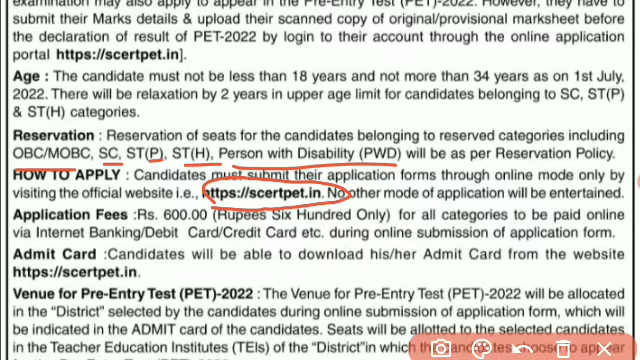 examination may also apply to appear in the Pre-Entry Test (PET)-2022. However, they have to
submit their Marks details & upload their scanned copy of original/provisional marksheet before
the declaration of result of PET-2022 by login to their account through the online application
portal https://scertpet.in].
Age : The candidate must not be less than 18 years and not more than 34 years as on 1st July,
2022. There will be relaxation by 2 years in upper age limit for candidates belonging to SC, ST(P)
& ST(H) categories.
Reservation : Reservation of seats for the candidates belonging to reserved categories including
OBC/MOBC, SC, ST(P), ST(H), Person with Disability (PWD) will be as per Reservation Policy.
HOW TO APPLY : Candidates must submit their application forms through online mode only by
visiting the official website i.e., https://scertpet.in. No other mode of application will be entertained.
Application Fees :Rs. 600.00 (Rupees Six Hundred Only) for all categories to be paid online
via Internet Banking/Debit Card/Credit Card etc. during online submission of application form.
Admit Card :Candidates will be able to download his/her Admit Card from the website
https://scertpet.in.
Venue for Pre-Entry Test (PET)-2022 : The Venue for Pre-Entry Test (PET)-2022 will be allocated
in the "District" selected by the candidates during online submission of application form, which will
be indicated in the ADMIT card of the candidates. Seats will be allotted to the selected candidates
in the Teacher Education Institutes (TEIs) of the "District" in which the candidates choose to appear